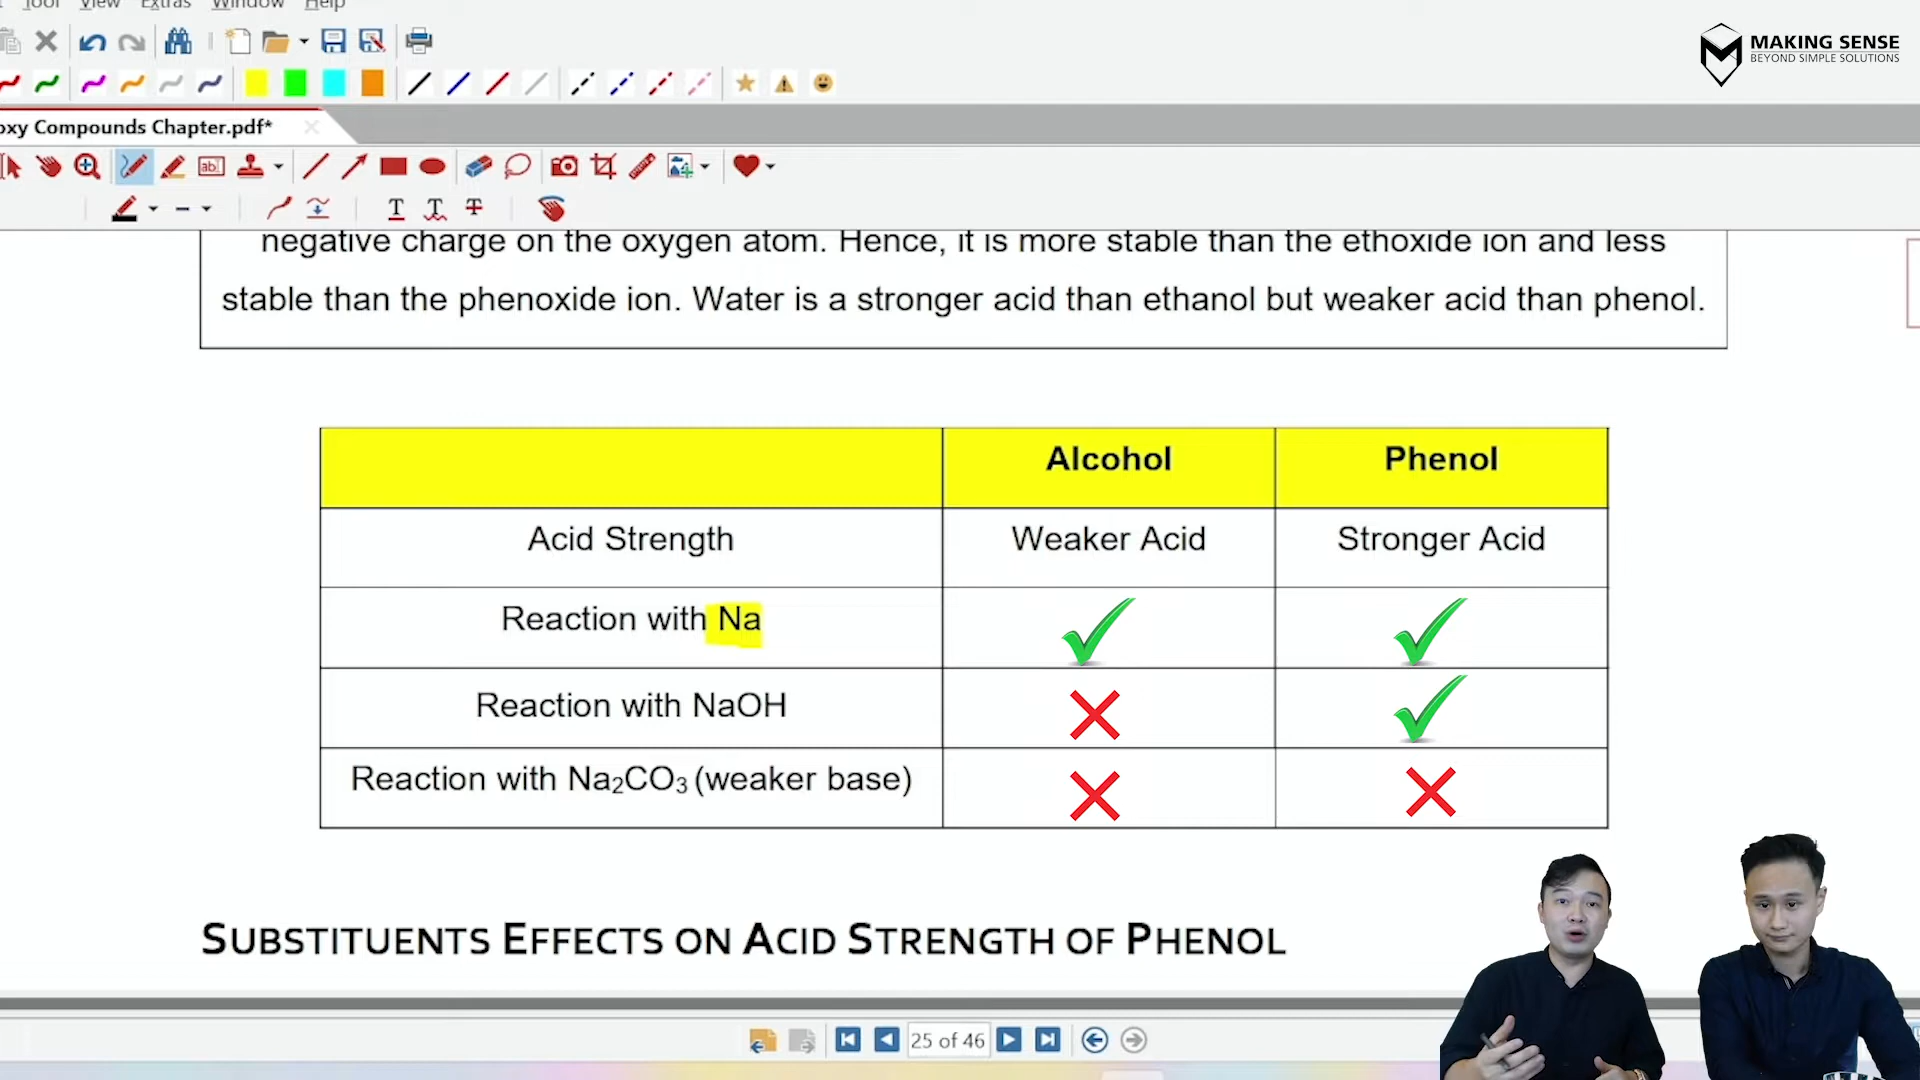 Tool View Extras Window Help
MAKING SENSE
BEYOND SIMPLE SOLUTIONS
oxy Compounds Chapter.pdf*
negative charge on the oxygen atom. Hence, it is more stable than the ethoxide ion and less
stable than the phenoxide ion. Water is a stronger acid than ethanol but weaker acid than phenol.
Alcohol Phenol
Acid Strength Weaker Acid Stronger Acid
Reaction with Na
Reaction with NaOH
Reaction with Na₂CO₃ (weaker base)
SUBSTITUENTS EFFECTS ON ACID STRENGTH OF PHENOL
25 of 46